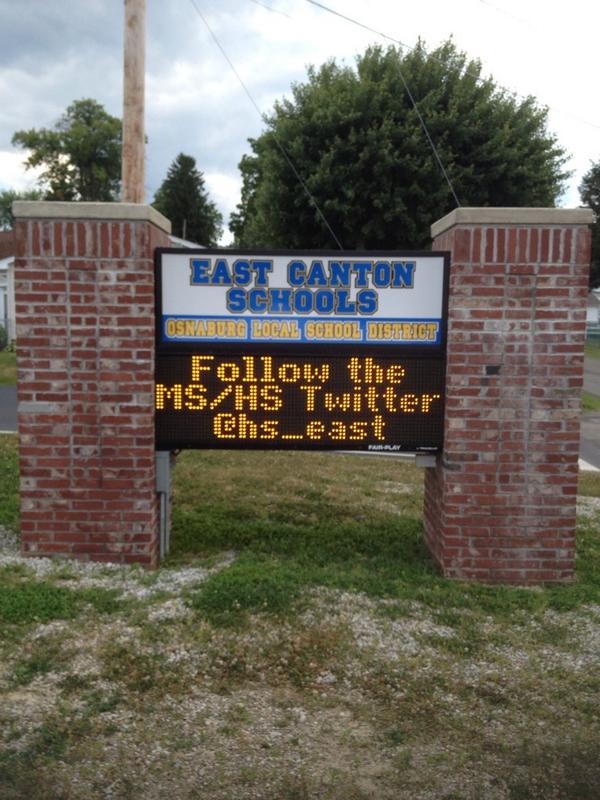 EAST CANTON
SCHOOLS
OSNABURG LOCAL SCHOOL DISTRICT
Follow the
MS/HS Twitter
@hs_east
FAIR-PLAY